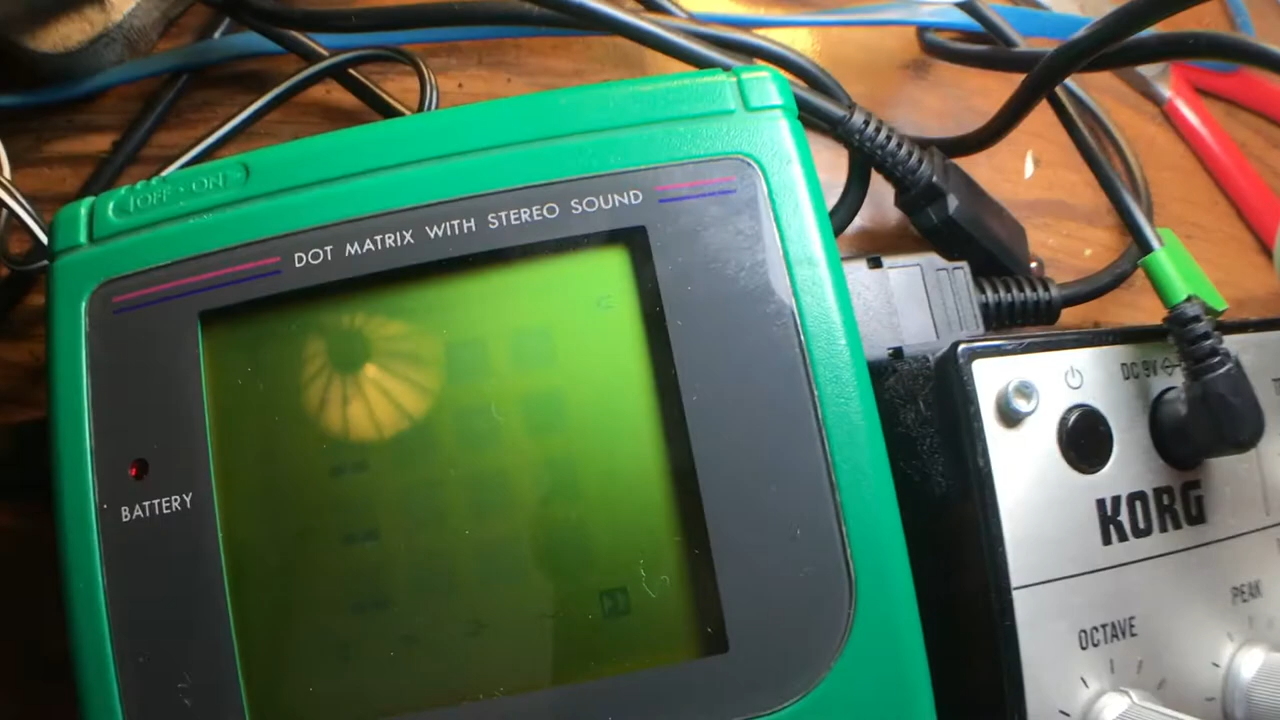 OFF ON
DOT MATRIX WITH STEREO SOUND
BATTERY
DC 9V
KORG
OCTAVE
PEAK